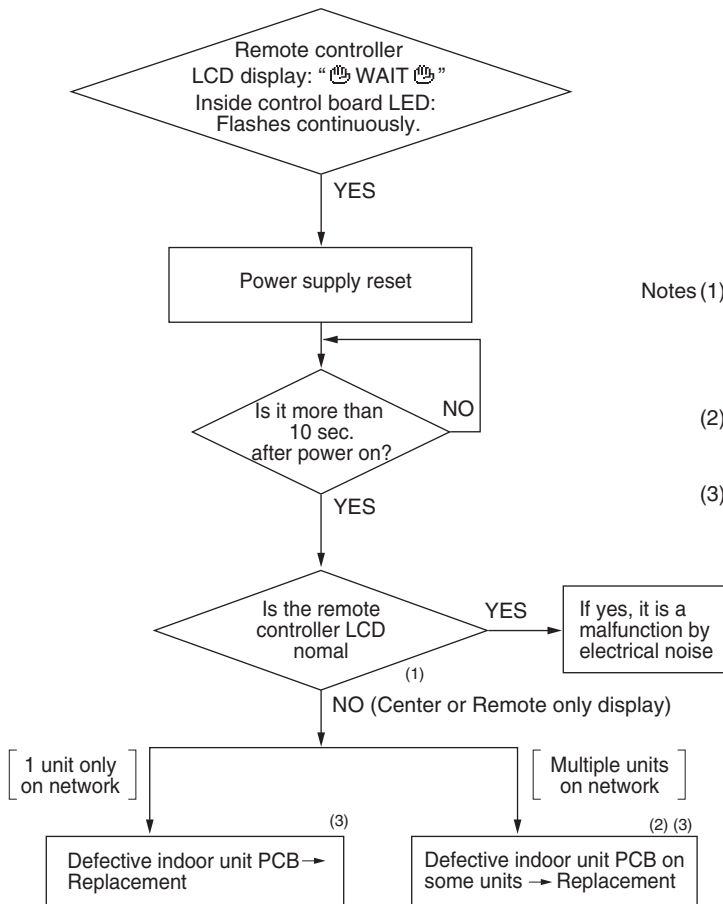 Remote controller
LCD display: “ WAIT ”
Inside control board LED:
Flashes continuously.
YES
Power supply reset
Notes (1)
NO
Is it more than
10 sec.
after power on?
(2)
YES
(3)
Is the remote
controller LCD
nomal
(1)
YES
If yes, it is a
malfunction by
electrical noise
NO (Center or Remote only display)
1 unit only
on network
Multiple units
on network
(3)
Defective indoor unit PCB→
Replacement
(2) (3)
Defective indoor unit PCB on
some units → Replacement